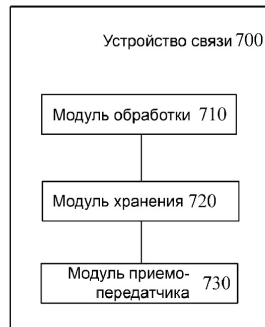 Устройство связи 700
Модуль обработки 710
Модуль хранения 720
Модуль приемо-
передатчика 730